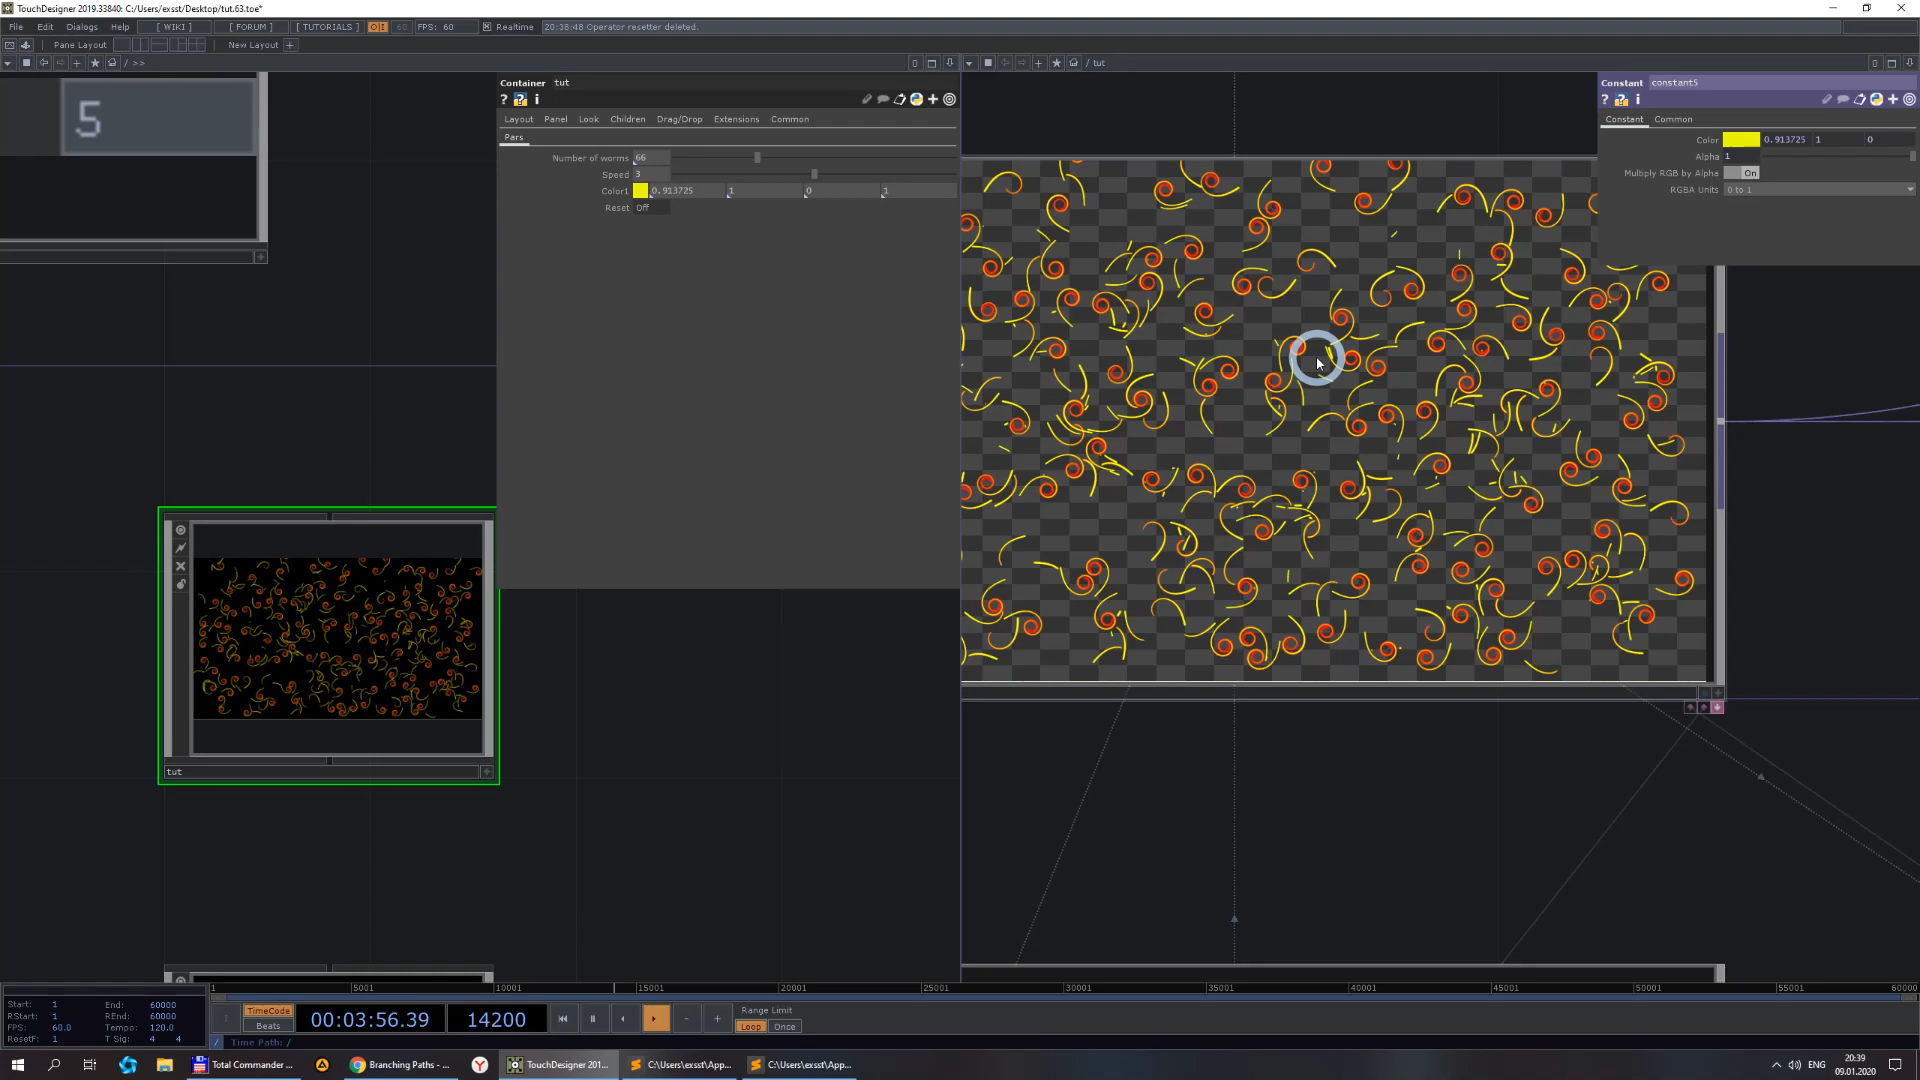 TouchDesigner 2019.33840: C:/Users/exsst/Desktop/tut.63.toe*
File Edit Dialogs Help [ WIKI ] [ FORUM ] [ TUTORIALS ] O|I 60 FPS: 60 Realtime 20:38:48 Operator resetter deleted.
Pane Layout New Layout +
/ >>
/ tut
5
Container tut
? ? i
Layout Panel Look Children Drag/Drop Extensions Common
Pars
Number of worms 66
Speed 3
Color1 0.913725 1 0 1
Reset Off
Constant constant5
? ? i
Constant Common
Color 0.913725 1 0
Alpha 1
Multiply RGB by Alpha On
RGBA Units 0 to 1
tut
1 5001 10001 15001 20001 25001 30001 35001 40001 45001 50001 55001 60000
Start: 1 End: 60000
RStart: 1 REnd: 60000
FPS: 60.0 Tempo: 120.0
ResetF: 1 T Sig: 4 4
TimeCode
Beats
00:03:56.39
14200
Range Limit
Loop Once
/ Time Path: /
Total Commander ...
Branching Paths - ...
TouchDesigner 201...
C:\Users\exsst\App...
C:\Users\exsst\App...
ENG
20:39
09.01.2020